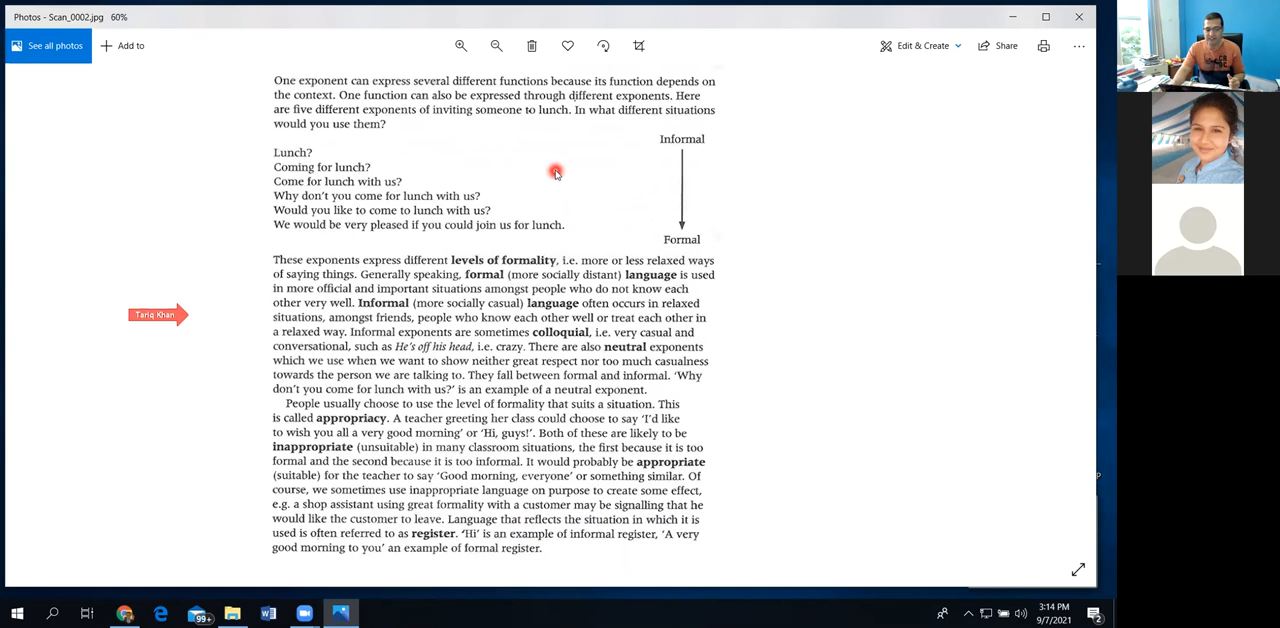 Photos - Scan_0002.jpg 60%
See all photos
Add to
Edit & Create
Share
One exponent can express several different functions because its function depends on
the context. One function can also be expressed through different exponents. Here
are five different exponents of inviting someone to lunch. In what different situations
would you use them?
Informal
Lunch?
Coming for lunch?
Come for lunch with us?
Why don't you come for lunch with us?
Would you like to come to lunch with us?
We would be very pleased if you could join us for lunch.
Formal
These exponents express different levels of formality, i.e. more or less relaxed ways
of saying things. Generally speaking, formal (more socially distant) language is used
in more official and important situations amongst people who do not know each
other very well. Informal (more socially casual) language often occurs in relaxed
situations, amongst friends, people who know each other well or treat each other in
a relaxed way. Informal exponents are sometimes colloquial, i.e. very casual and
conversational, such as He's off his head, i.e. crazy. There are also neutral exponents
which we use when we want to show neither great respect nor too much casualness
towards the person we are talking to. They fall between formal and informal. 'Why
don't you come for lunch with us?' is an example of a neutral exponent.
People usually choose to use the level of formality that suits a situation. This
is called appropriacy. A teacher greeting her class could choose to say 'I'd like
to wish you all a very good morning' or 'Hi, guys!'. Both of these are likely to be
inappropriate (unsuitable) in many classroom situations, the first because it is too
formal and the second because it is too informal. It would probably be appropriate
(suitable) for the teacher to say 'Good morning, everyone' or something similar. Of
course, we sometimes use inappropriate language on purpose to create some effect,
e.g. a shop assistant using great formality with a customer may be signalling that he
would like the customer to leave. Language that reflects the situation in which it is
used is often referred to as register. 'Hi' is an example of informal register, 'A very
good morning to you' an example of formal register.
Tariq Khan
99+
3:14 PM
9/7/2021
2